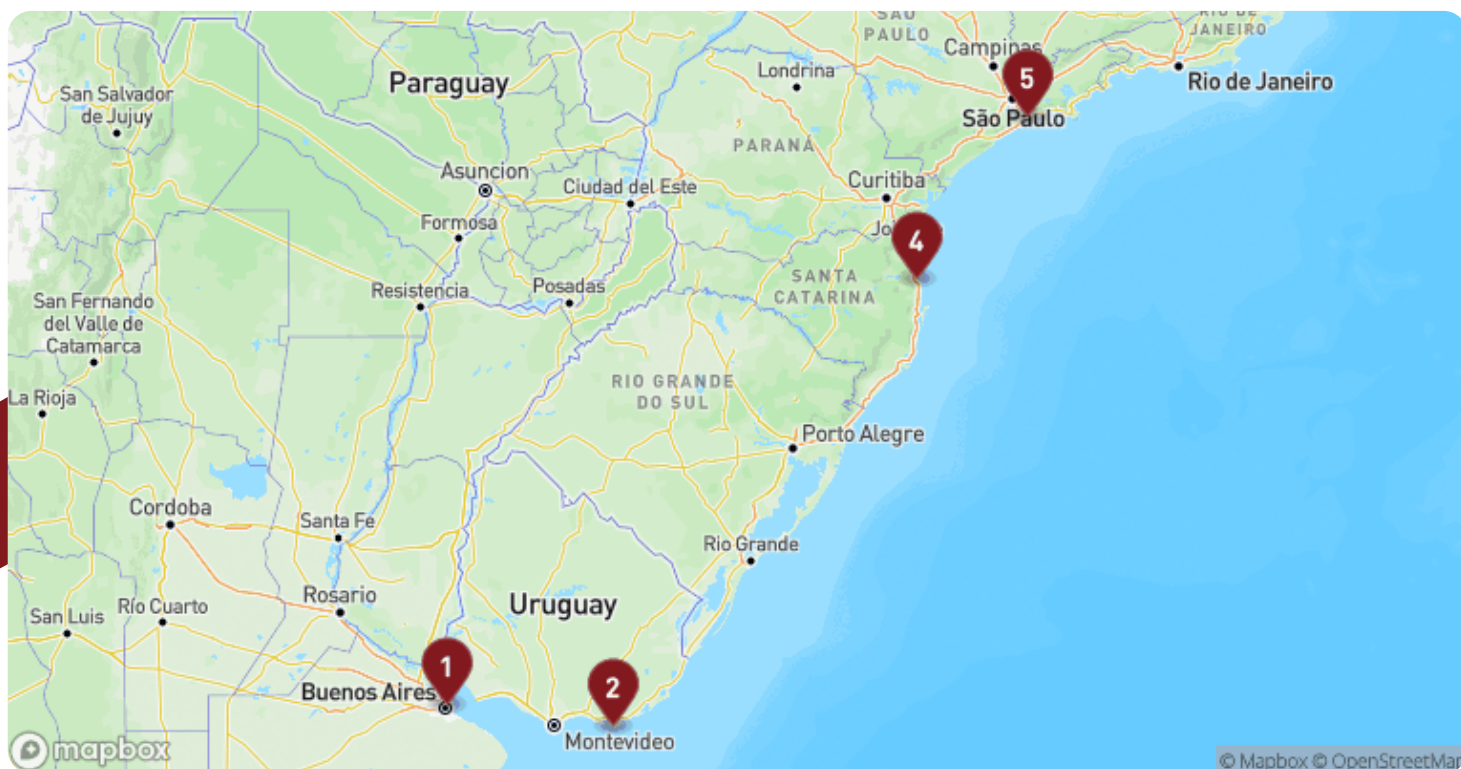 SÃO
PAULO
RIO DE
JANEIRO
Campinas
5
Rio de Janeiro
São Paulo
Londrina
Paraguay
San Salvador
de Jujuy
PARANÁ
Asuncion
Ciudad del Este
Curitiba
Formosa
4
SANTA
CATARINA
Resistencia
Posadas
San Fernando
del Valle de
Catamarca
La Rioja
RIO GRANDE
DO SUL
Porto Alegre
Cordoba
Santa Fe
Rio Grande
Rosario
Río Cuarto
San Luis
Uruguay
1
Buenos Aires
2
Montevideo
mapbox
© Mapbox © OpenStreetMap